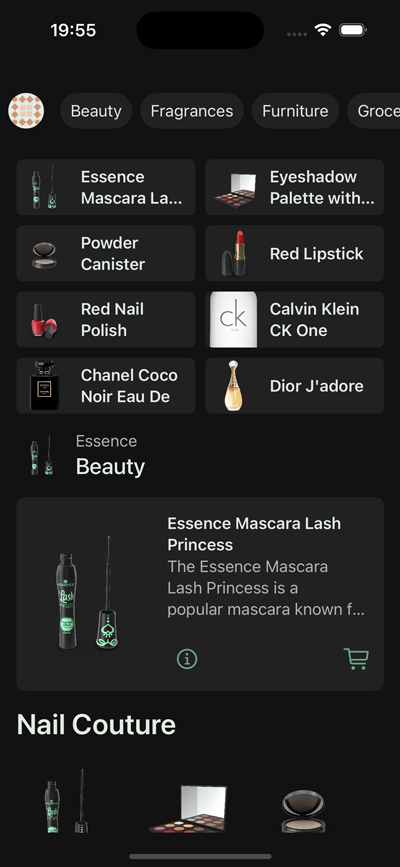 19:55
Beauty Fragrances Furniture Groce
Essence
Mascara La...
Eyeshadow
Palette with...
Powder
Canister
Red Lipstick
Red Nail
Polish
ck
Calvin Klein
CK One
Chanel Coco
Noir Eau De
Dior J'adore
Essence
Beauty
Essence Mascara Lash
Princess
The Essence Mascara
Lash Princess is a
popular mascara known f...
Nail Couture